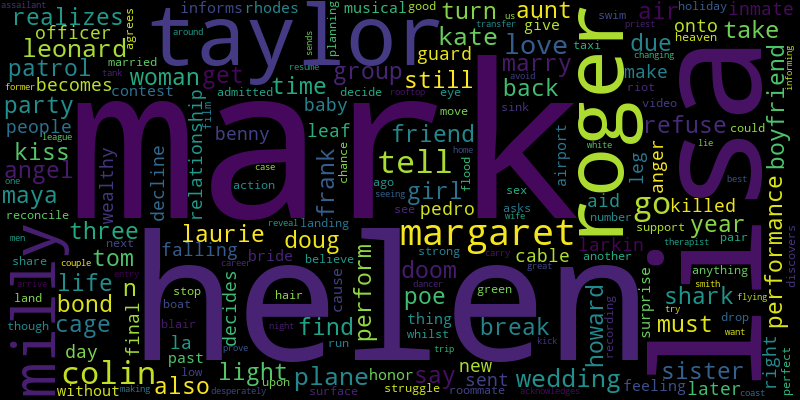 assailant
informs rhodes musical good turn aunt air holiday inmate
realizes agrees taylor planning us give transfer onto heaven take
officer around kate swim priest
leonard married sends love taxi due changing
patrol woman get group guard marry roger make informing
former becomes tank resume still riot
contest admitted time decide eye avoid back video boyfriend
party film rooftop sink refuse could
people benny baby move airport white lisa lie
league leaf friend leg
kiss mark case home anger best
angel wealthy decline relationship action frank chance tell flood
one maya ago girl sex aid killed
seeing see pedro asks number go
reconcile wife support year
men three reveal landing margaret larkin therapist pair
next laurie doug strong cable another anything performance
share tom falling bride believe smith discovers
milly life helen perform doom howard surprise shark flying
couple n cause poe green recording drop try
land bond stop hair great must want
arrive boat thing
though cage final decides find break
entry blair night run whilst dancer
day la career prove kick sister right
past light plane honor trip new wedding feeling later perfect
low carry say sent
colin also upon struggle roommate coast
without making desperately surface acknowledges